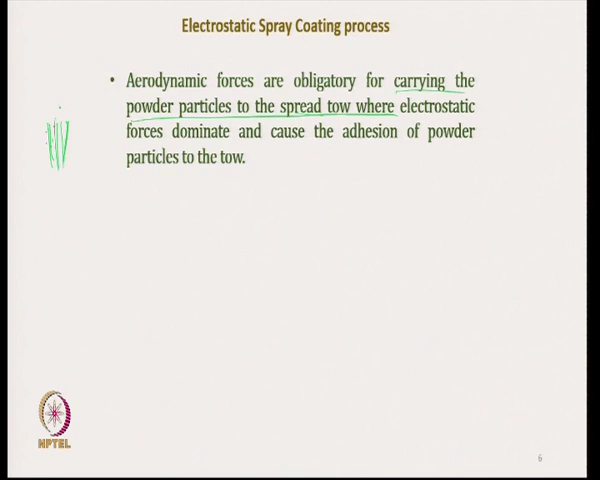 Electrostatic Spray Coating process
• Aerodynamic forces are obligatory for carrying the
powder particles to the spread tow where electrostatic
forces dominate and cause the adhesion of powder
particles to the tow.
NPTEL
6